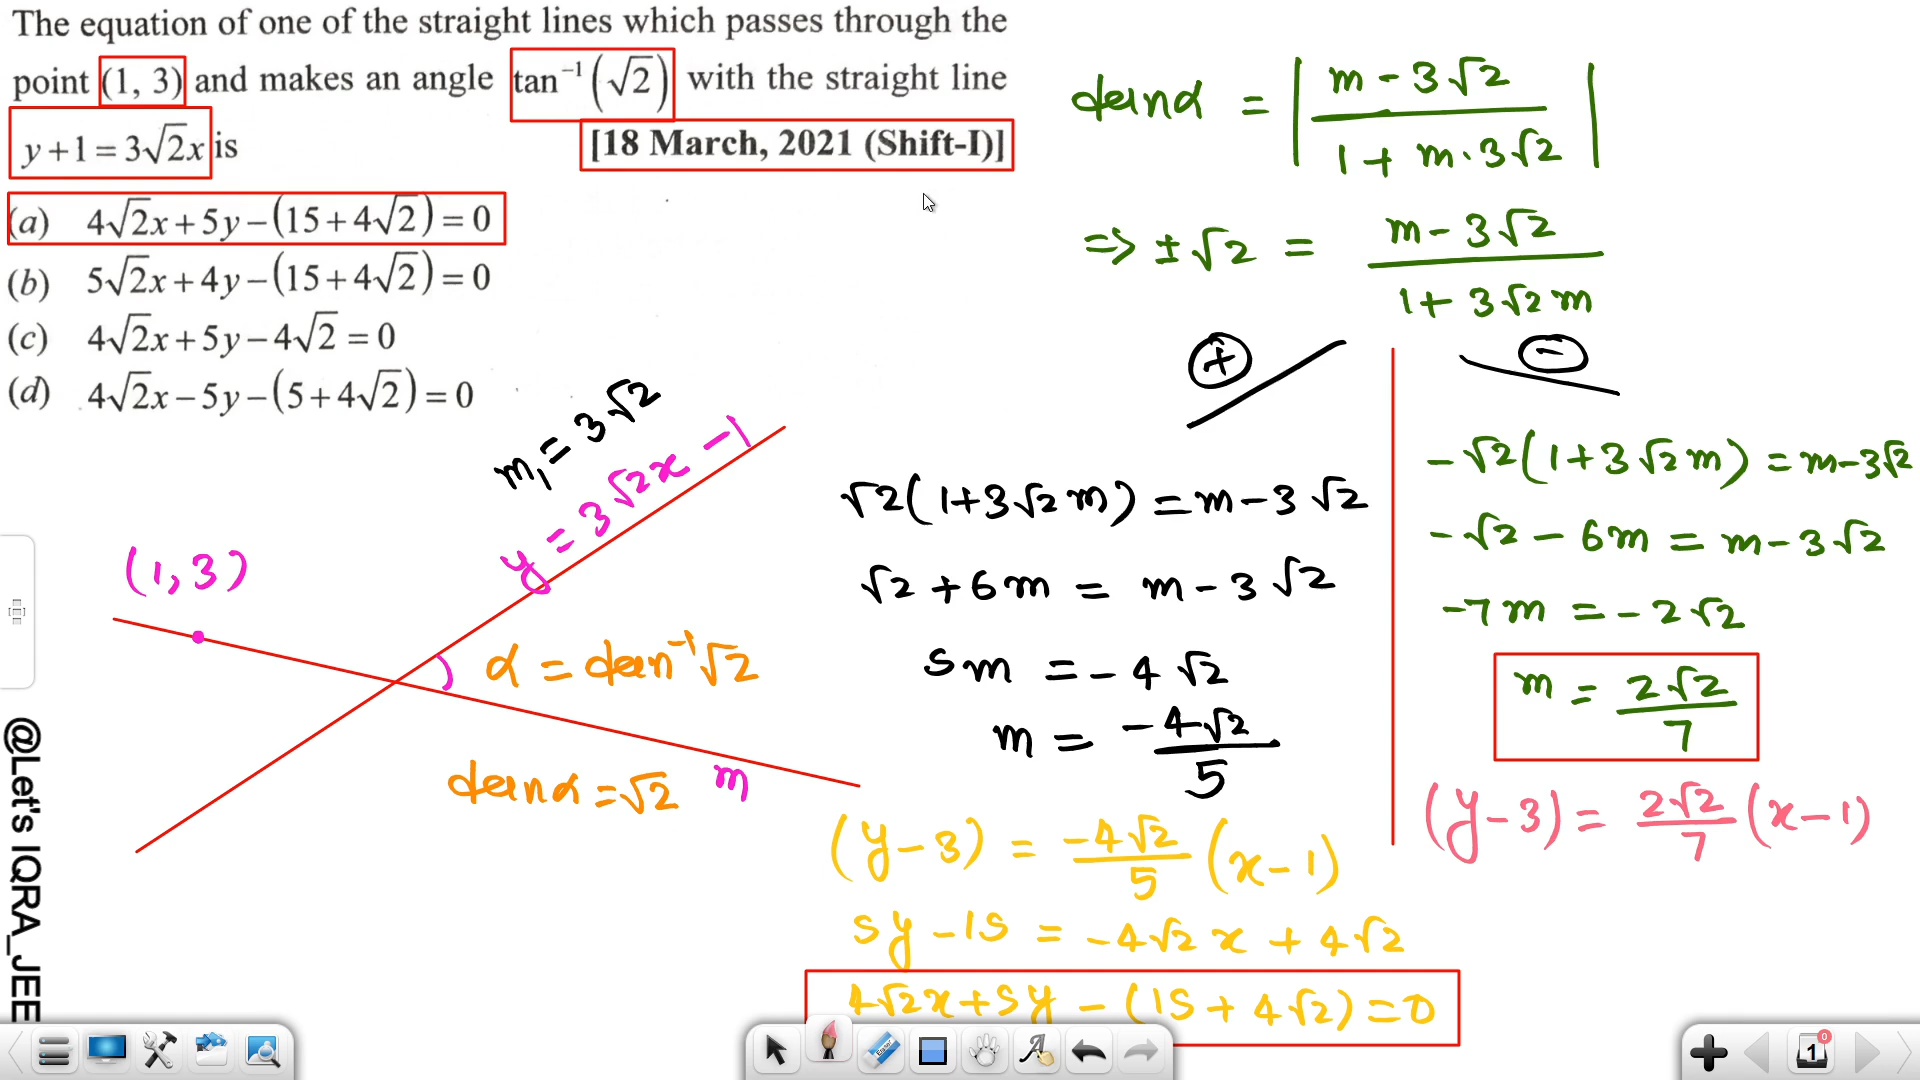 The equation of one of the straight lines which passes through the
point (1, 3) and makes an angle tan⁻¹(√2) with the straight line
y+1=3√2x is [18 March, 2021 (Shift-I)]
(a) 4√2x+5y−(15+4√2)=0
(b) 5√2x+4y−(15+4√2)=0
(c) 4√2x+5y−4√2=0
(d) 4√2x−5y−(5+4√2)=0
m₁=3√2
y=3√2x−1
(1,3)
α=tan⁻¹√2
tanα=√2
m
tanα = |(m−3√2)/(1+m·3√2)|
⇒ ±√2 = (m−3√2)/(1+3√2m)
+
√2(1+3√2m)=m−3√2
√2+6m = m−3√2
5m = −4√2
m = −4√2/5
(y−3) = −4√2/5 (x−1)
5y−15 = −4√2x+4√2
4√2x+5y−(15+4√2)=0
−
−√2(1+3√2m)=m−3√2
−√2−6m = m−3√2
−7m = −2√2
m = 2√2/7
(y−3)= 2√2/7 (x−1)
@Let's IQRA_JEE
Eraser
A
1
0